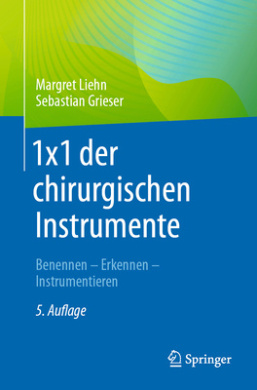 Margret Liehn
Sebastian Grieser
1x1 der
chirurgischen
Instrumente
Benennen – Erkennen –
Instrumentieren
5. Auflage
Springer